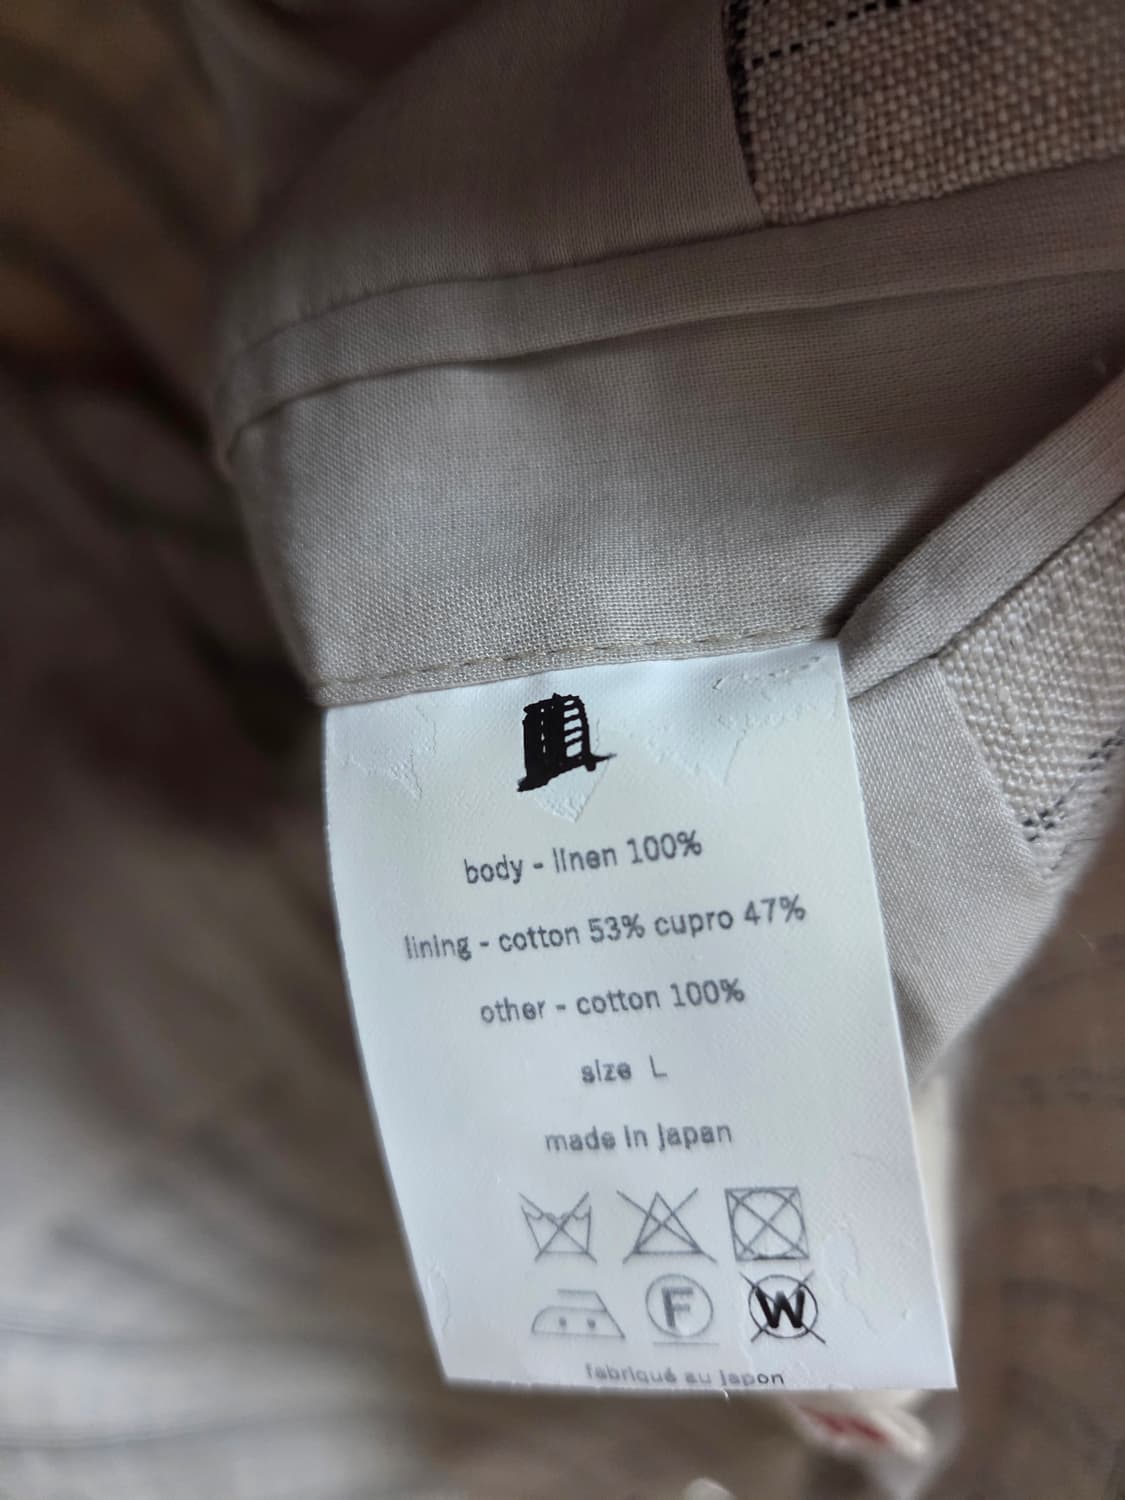 body - linen 100%
lining - cotton 53% cupro 47%
other - cotton 100%
size L
made in japan
F W
fabriqué au japon